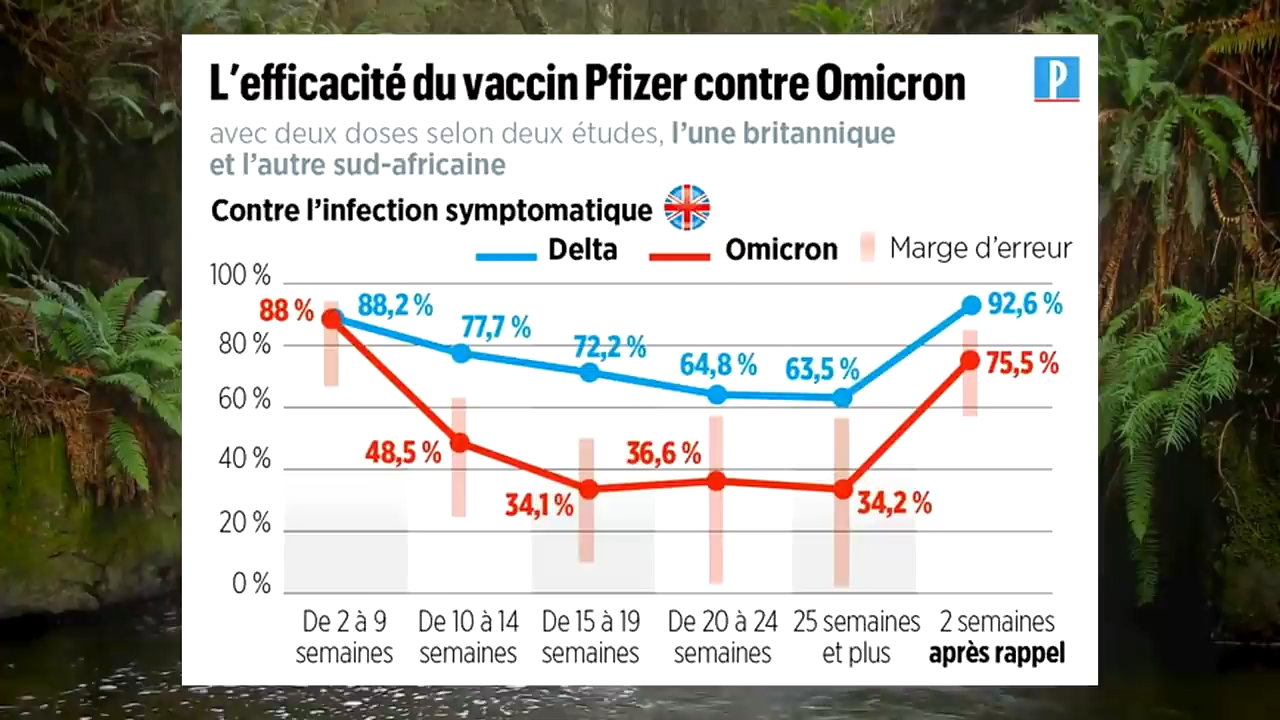 L'efficacité du vaccin Pfizer contre Omicron
P
avec deux doses selon deux études, l'une britannique
et l'autre sud-africaine
Contre l'infection symptomatique
Delta Omicron Marge d'erreur
100 %
80 %
60 %
40 %
20 %
0 %
88 % 88,2 % 77,7 % 72,2 % 64,8 % 63,5 % 92,6 %
48,5 % 34,1 % 36,6 % 34,2 % 75,5 %
De 2 à 9 De 10 à 14 De 15 à 19 De 20 à 24 25 semaines 2 semaines
semaines semaines semaines semaines et plus après rappel